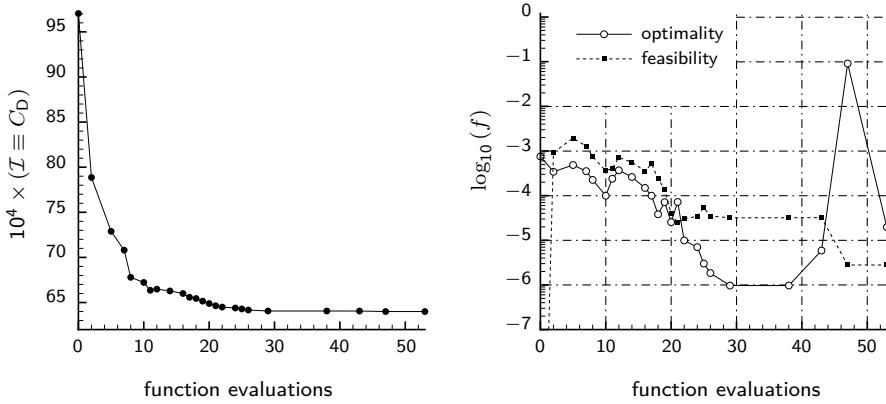 95
90
85
80
75
70
65
0 10 20 30 40 50
10⁴ × (𝓘 ≡ C_D)
function evaluations
0
−1
−2
−3
−4
−5
−6
−7
0 10 20 30 40 50
log₁₀ (f)
optimality
feasibility
function evaluations